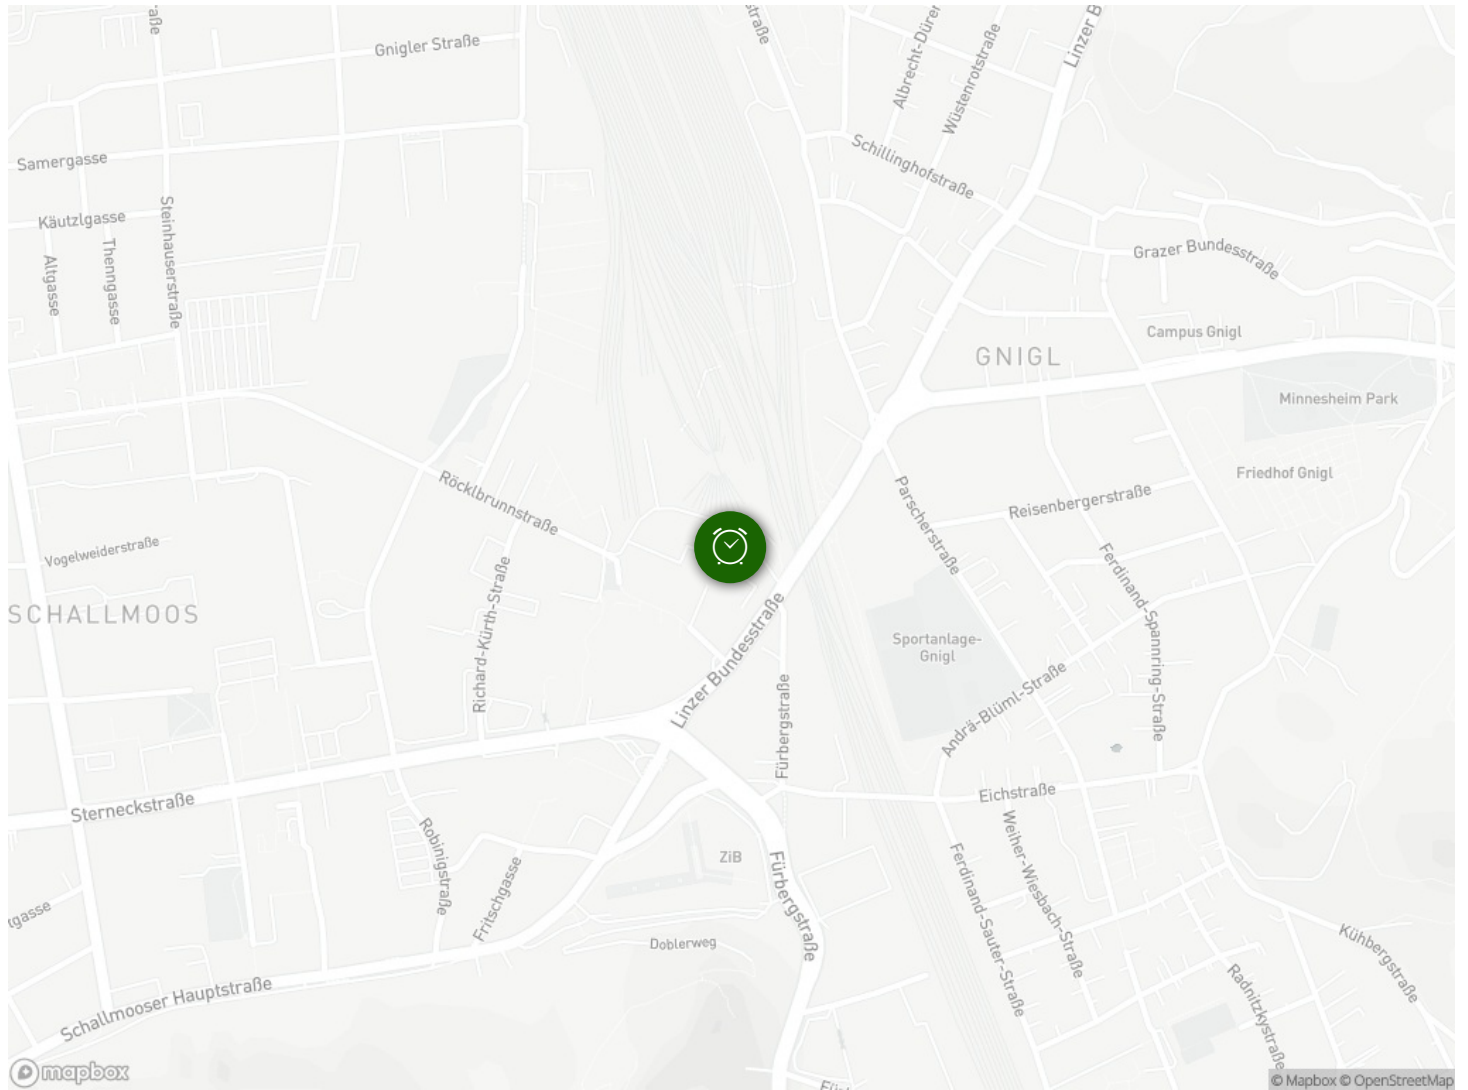 Gnigler Straße
Linzer B
Albrecht-Dürer
Wüstenrotstraße
Schillinghofstraße
Samergasse
Käutzlgasse
Steinhauserstraße
Thenngasse
Altgasse
Grazer Bundesstraße
Campus Gnigl
GNIGL
Minnesheim Park
Friedhof Gnigl
Röcklbrunnstraße
Parscherstraße
Reisenbergerstraße
Vogelweiderstraße
Richard-Kürth-Straße
Ferdinand-Spannring-Straße
SCHALLMOOS
Sportanlage-
Gnigl
Linzer Bundesstraße
Andrä-Blüml-Straße
Fürbergstraße
Sterneckstraße
Eichstraße
Robinigstraße
Weiher-Wiesbach-Straße
ZiB
Fürbergstraße
Ferdinand-Sauter-Straße
Fritschgasse
Doblerweg
Kühbergstraße
Radnitzkystraße
Schallmooser Hauptstraße
mapbox
© Mapbox © OpenStreetMap